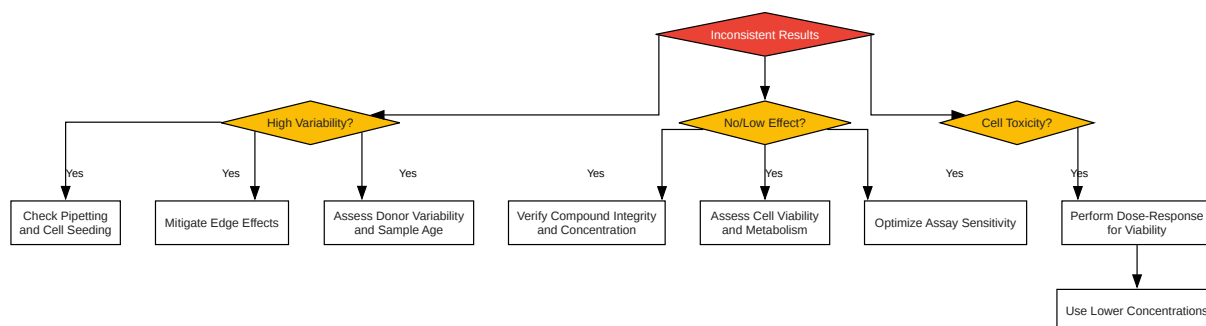 Inconsistent Results
High Variability?
No/Low Effect?
Cell Toxicity?
Yes
Yes
Yes
Yes
Yes
Yes
Yes
Check Pipetting
and Cell Seeding
Mitigate Edge Effects
Assess Donor Variability
and Sample Age
Verify Compound Integrity
and Concentration
Assess Cell Viability
and Metabolism
Optimize Assay Sensitivity
Perform Dose-Response
for Viability
Use Lower Concentrations